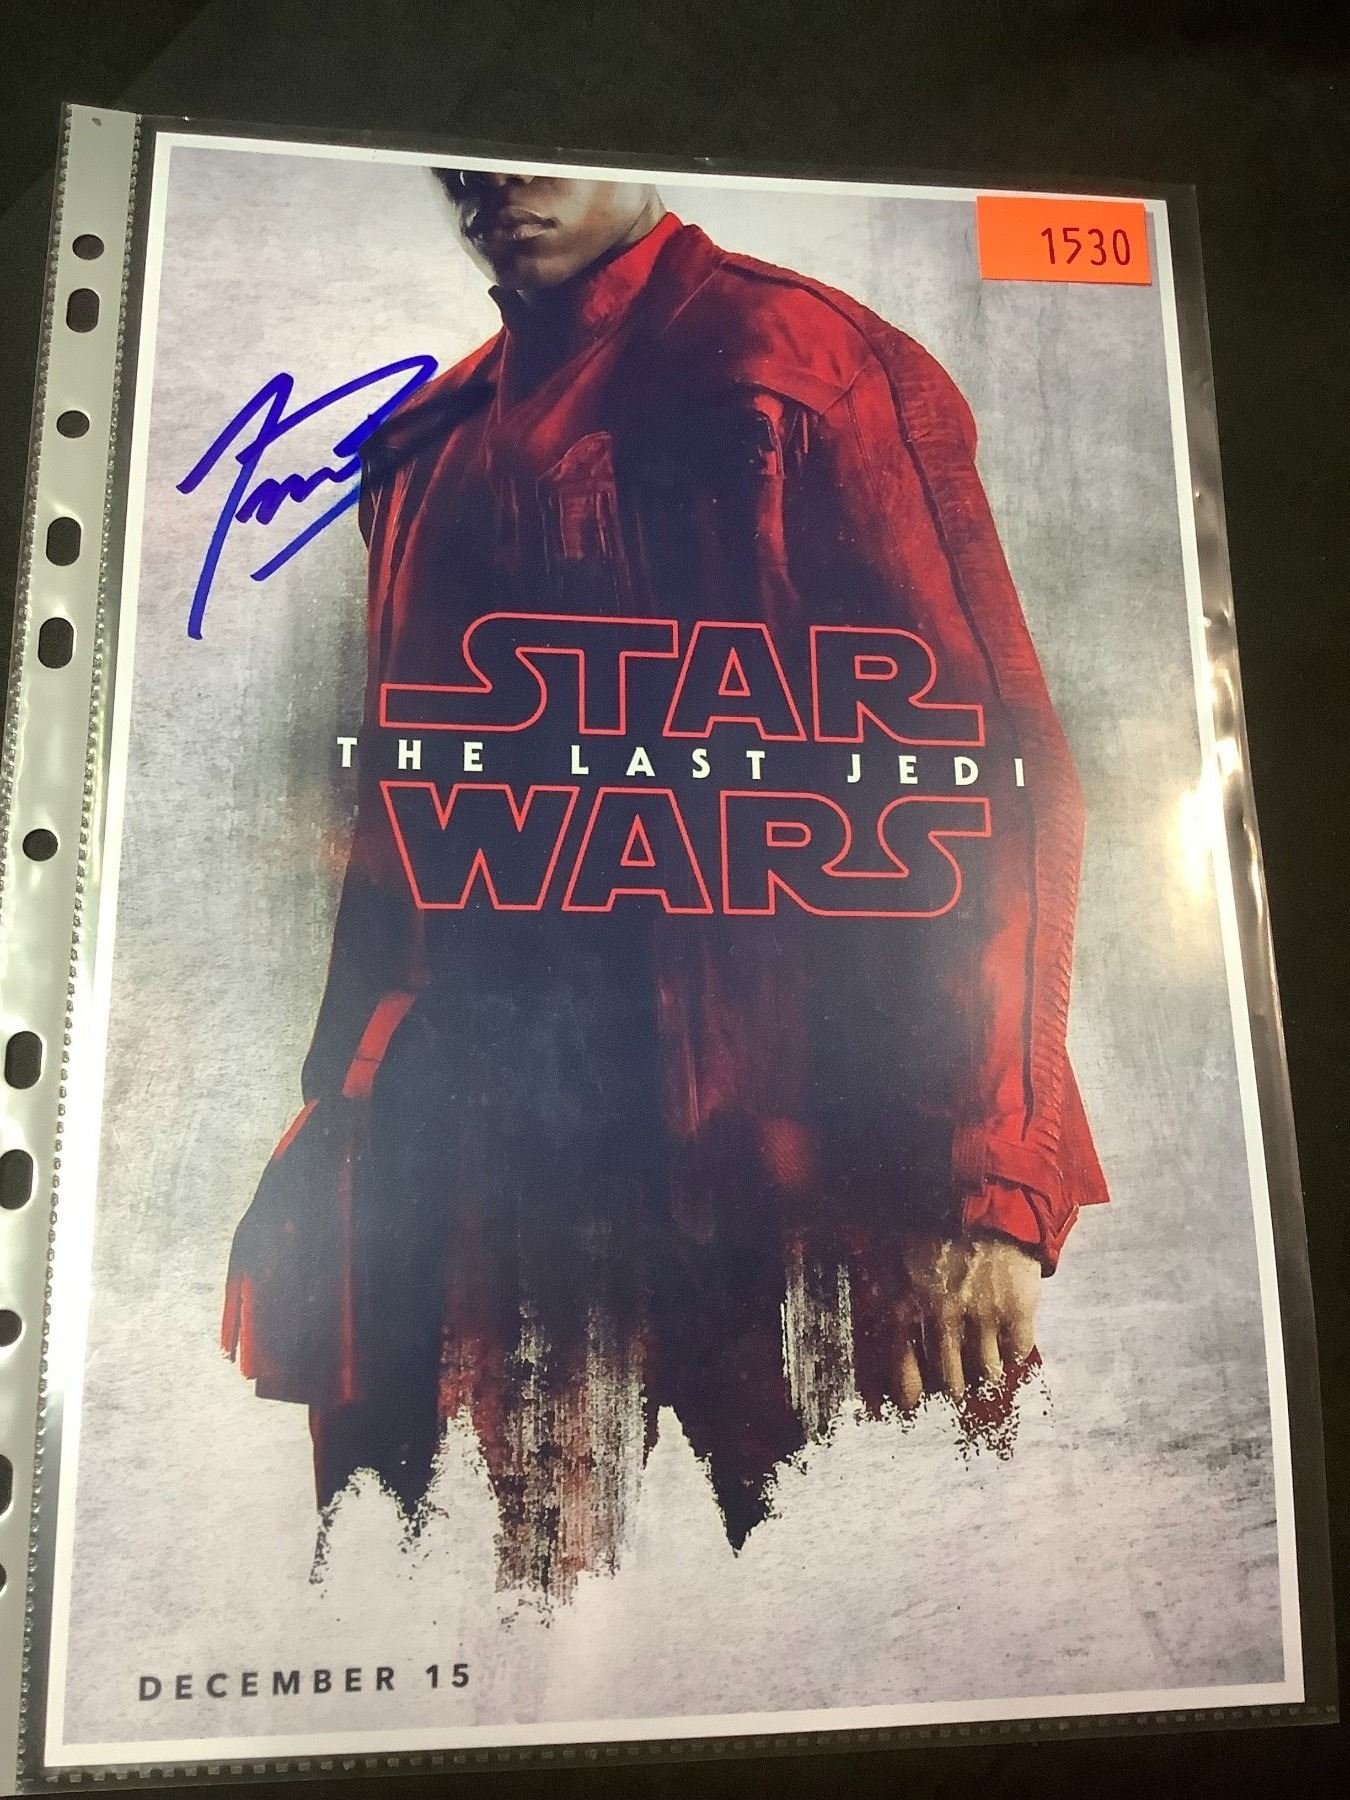 1530
STAR
THE LAST JEDI
WARS
DECEMBER 15